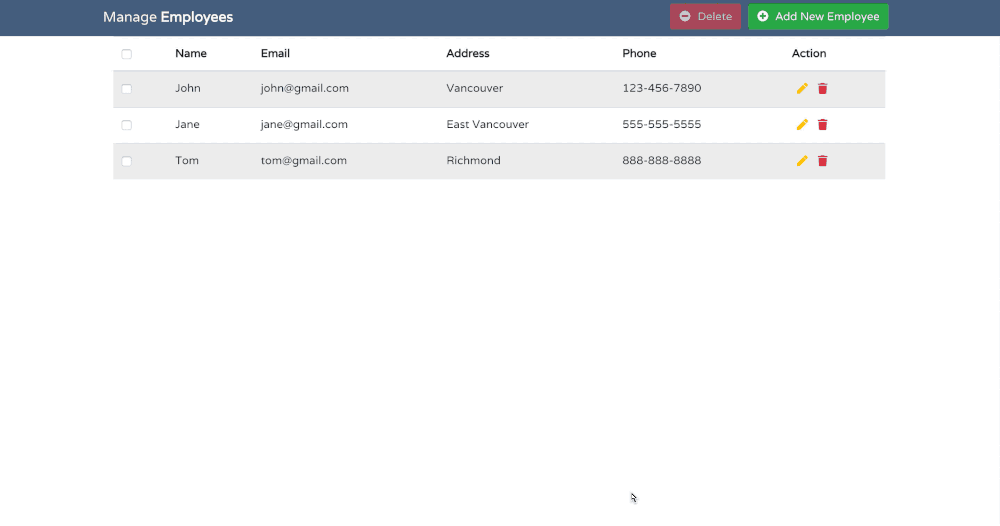 Manage Employees Delete Add New Employee
Name Email Address Phone Action
John john@gmail.com Vancouver 123-456-7890
Jane jane@gmail.com East Vancouver 555-555-5555
Tom tom@gmail.com Richmond 888-888-8888